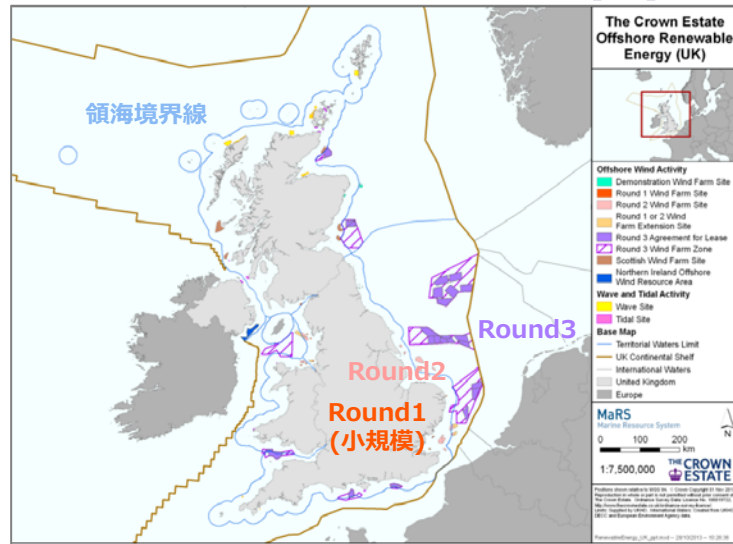 The Crown Estate
Offshore Renewable
Energy (UK)
領海境界線
Round3
Round2
Round1
(小規模)
Offshore Wind Activity
Demonstration Wind Farm Site
Round 1 Wind Farm Site
Round 2 Wind Farm Site
Round 1 or 2 Wind
Farm Extension Site
Round 3 Agreement for Lease
Round 3 Wind Farm Zone
Scottish Wind Farm Site
Northern Ireland Offshore
Wind Resource Area
Wave and Tidal Activity
Wave Site
Tidal Site
Base Map
Territorial Waters Limit
UK Continental Shelf
International Waters
United Kingdom
Europe
MaRS
Marine Resource System
N
0 100 200
km
1:7,500,000
THE CROWN
ESTATE